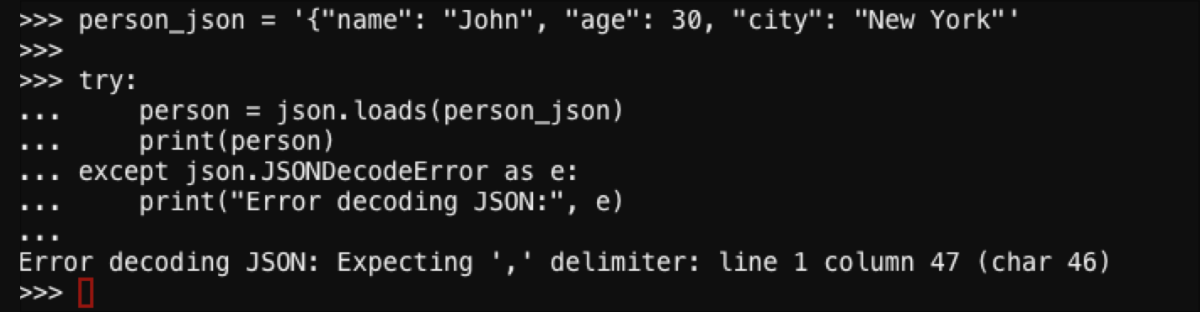 >>> person_json = '{"name": "John", "age": 30, "city": "New York"'
>>>
>>> try:
...     person = json.loads(person_json)
...     print(person)
... except json.JSONDecodeError as e:
...     print("Error decoding JSON:", e)
...
Error decoding JSON: Expecting ',' delimiter: line 1 column 47 (char 46)
>>>